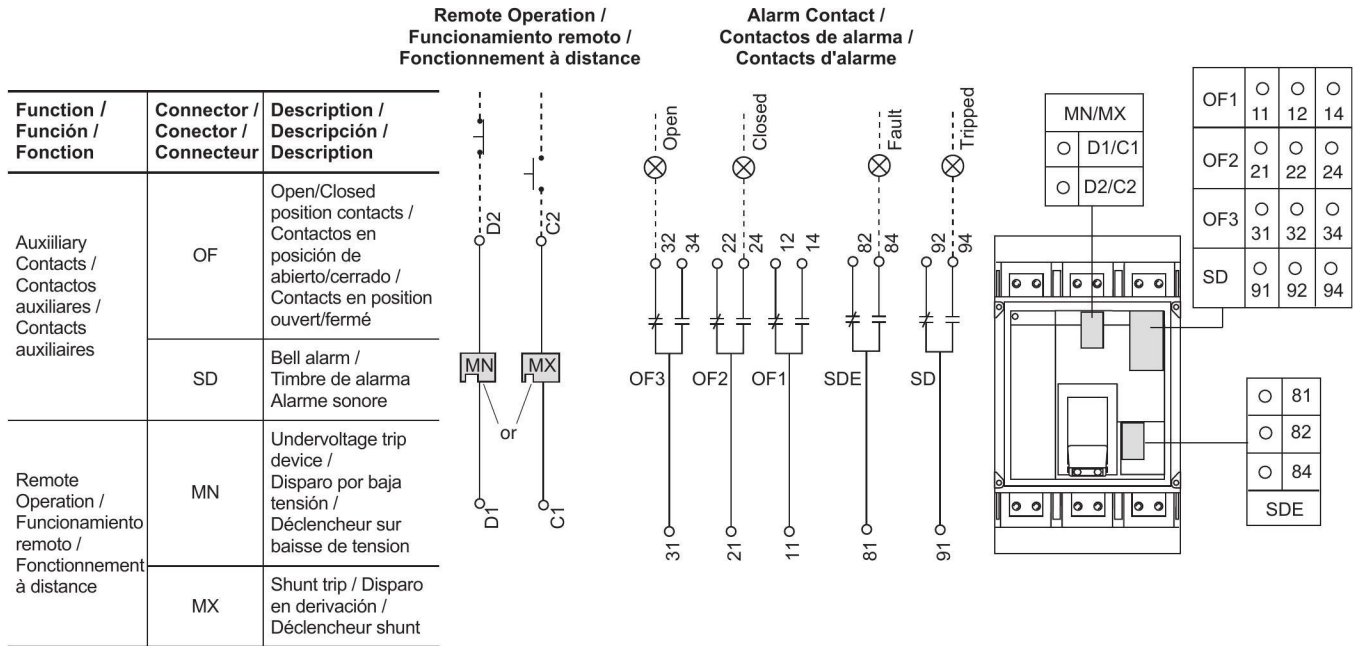 Remote Operation /
Funcionamiento remoto /
Fonctionnement à distance
Alarm Contact /
Contactos de alarma /
Contacts d'alarme
Function /
Función /
Fonction
Connector /
Conector /
Connecteur
Description /
Descripción /
Description
Auxiiliary
Contacts /
Contactos
auxiliares /
Contacts
auxiliaires
OF
Open/Closed
position contacts /
Contactos en
posición de
abierto/cerrado /
Contacts en position
ouvert/fermé
SD
Bell alarm /
Timbre de alarma
Alarme sonore
Remote
Operation /
Funcionamiento
remoto /
Fonctionnement
à distance
MN
Undervoltage trip
device /
Disparo por baja
tensión /
Déclencheur sur
baisse de tension
MX
Shunt trip / Disparo
en derivación /
Déclencheur shunt
D2
C2
MN
MX
or
D1
C1
Open
Closed
Fault
Tripped
32
34
22
24
12
14
82
84
92
94
OF3
OF2
OF1
SDE
SD
31
21
11
81
91
MN/MX
D1/C1
D2/C2
OF1
11 12 14
OF2
21 22 24
OF3
31 32 34
SD
91 92 94
81
82
84
SDE